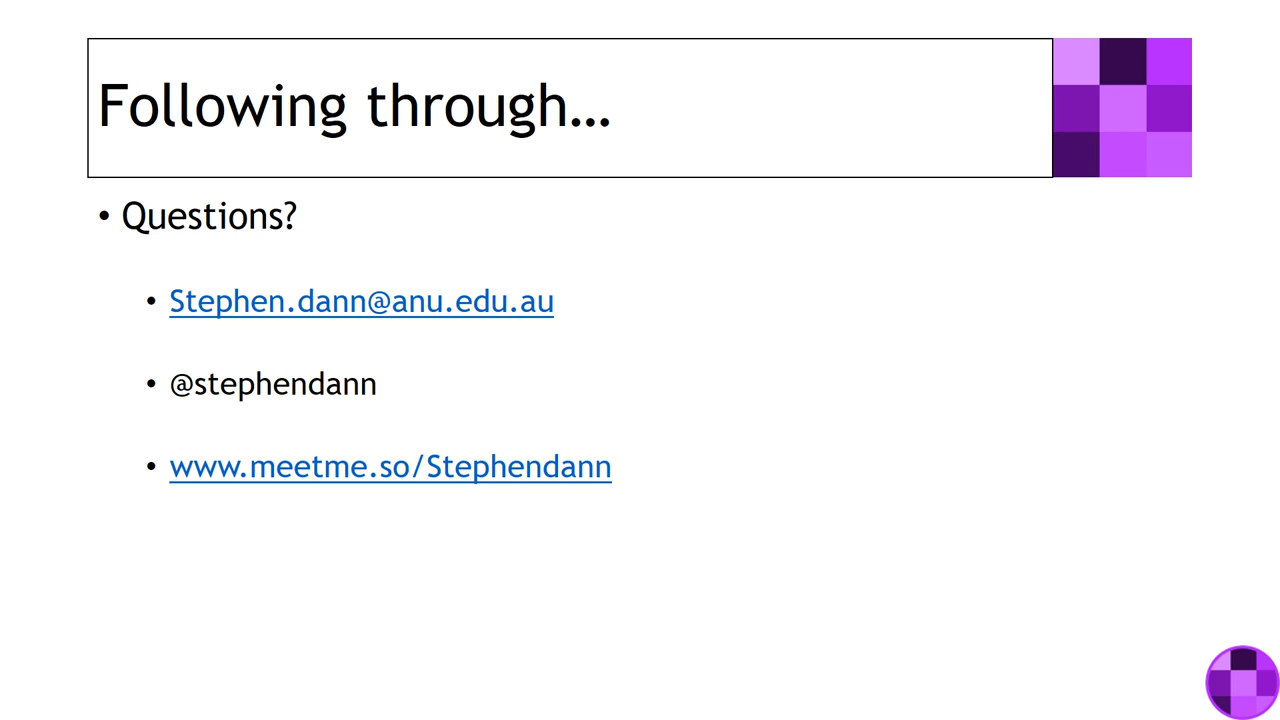 Following through…
• Questions?
• Stephen.dann@anu.edu.au
• @stephendann
• www.meetme.so/Stephendann